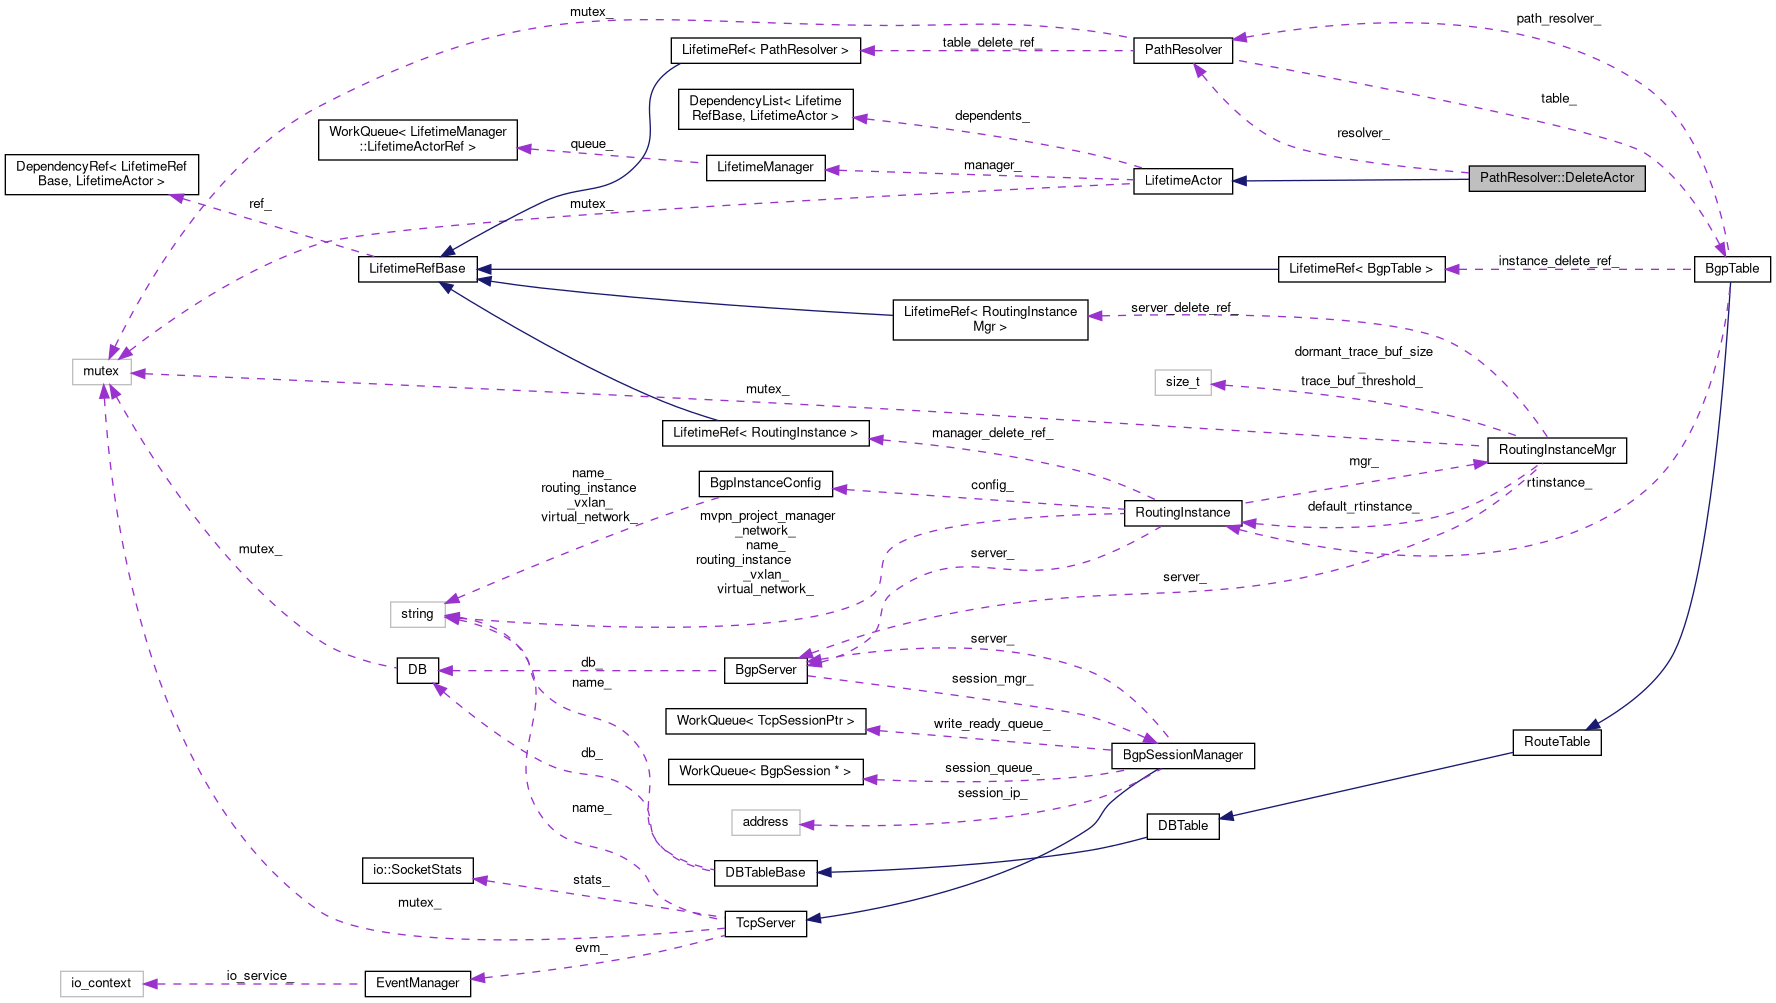 mutex_
path_resolver_
LifetimeRef< PathResolver >
table_delete_ref_
PathResolver
DependencyList< Lifetime
RefBase, LifetimeActor >
table_
dependents_
WorkQueue< LifetimeManager
::LifetimeActorRef >
queue_
resolver_
DependencyRef< LifetimeRef
Base, LifetimeActor >
LifetimeManager
manager_
LifetimeActor
PathResolver::DeleteActor
ref_
mutex_
LifetimeRefBase
LifetimeRef< BgpTable >
instance_delete_ref_
BgpTable
LifetimeRef< RoutingInstance
Mgr >
server_delete_ref_
dormant_trace_buf_size
_
trace_buf_threshold_
mutex
size_t
mutex_
LifetimeRef< RoutingInstance >
manager_delete_ref_
RoutingInstanceMgr
mgr_
name_
routing_instance
_vxlan_
virtual_network_
BgpInstanceConfig
config_
rtinstance_
RoutingInstance
default_rtinstance_
mvpn_project_manager
_network_
name_
routing_instance
_vxlan_
virtual_network_
mutex_
server_
server_
string
server_
DB
db_
BgpServer
name_
session_mgr_
WorkQueue< TcpSessionPtr >
write_ready_queue_
RouteTable
db_
BgpSessionManager
WorkQueue< BgpSession * >
session_queue_
session_ip_
name_
address
DBTable
io::SocketStats
stats_
DBTableBase
mutex_
TcpServer
evm_
io_context
io_service_
EventManager